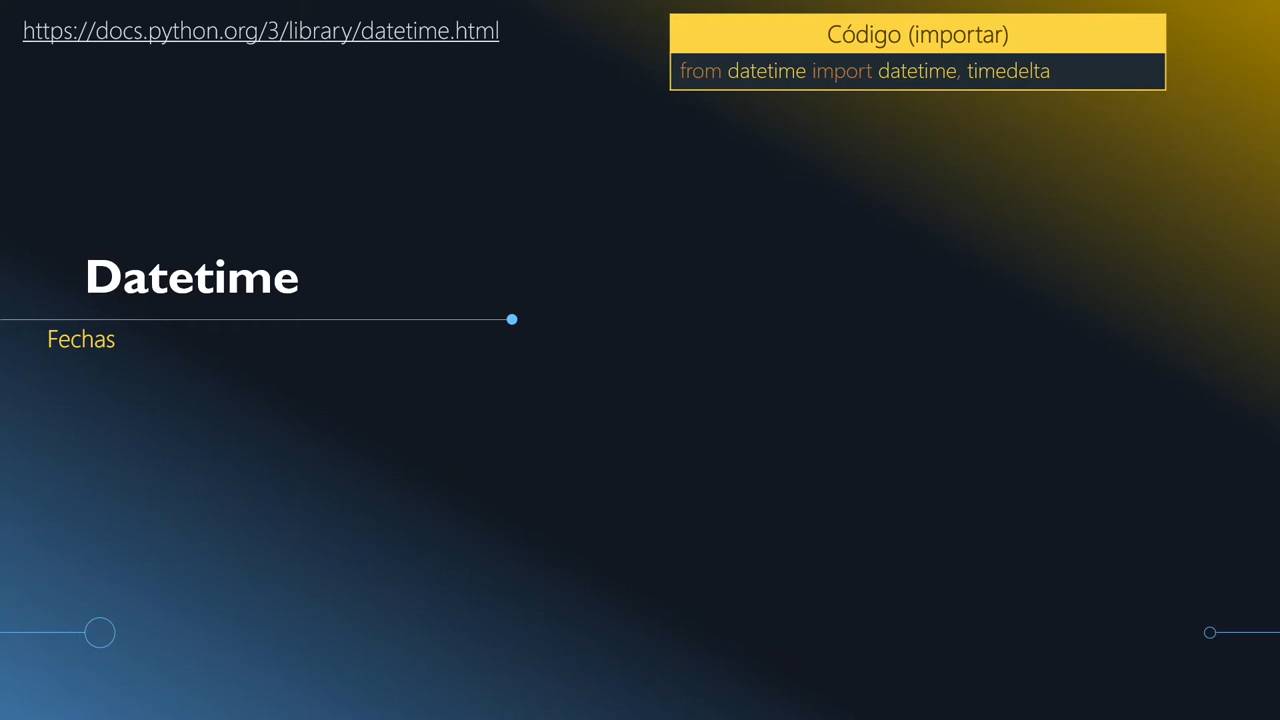 https://docs.python.org/3/library/datetime.html
Código (importar)
from datetime import datetime, timedelta
Datetime
Fechas